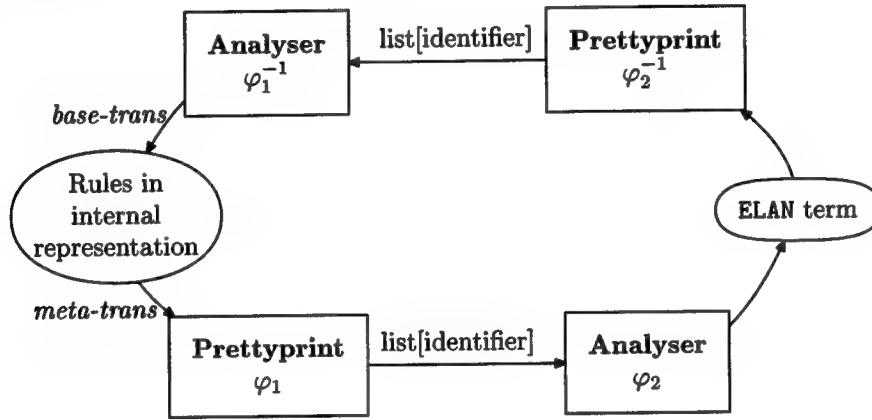 Analyser
φ₁⁻¹
list[identifier]
Prettyprint
φ₂⁻¹
base-trans
Rules in
internal
representation
ELAN term
meta-trans
Prettyprint
φ₁
list[identifier]
Analyser
φ₂